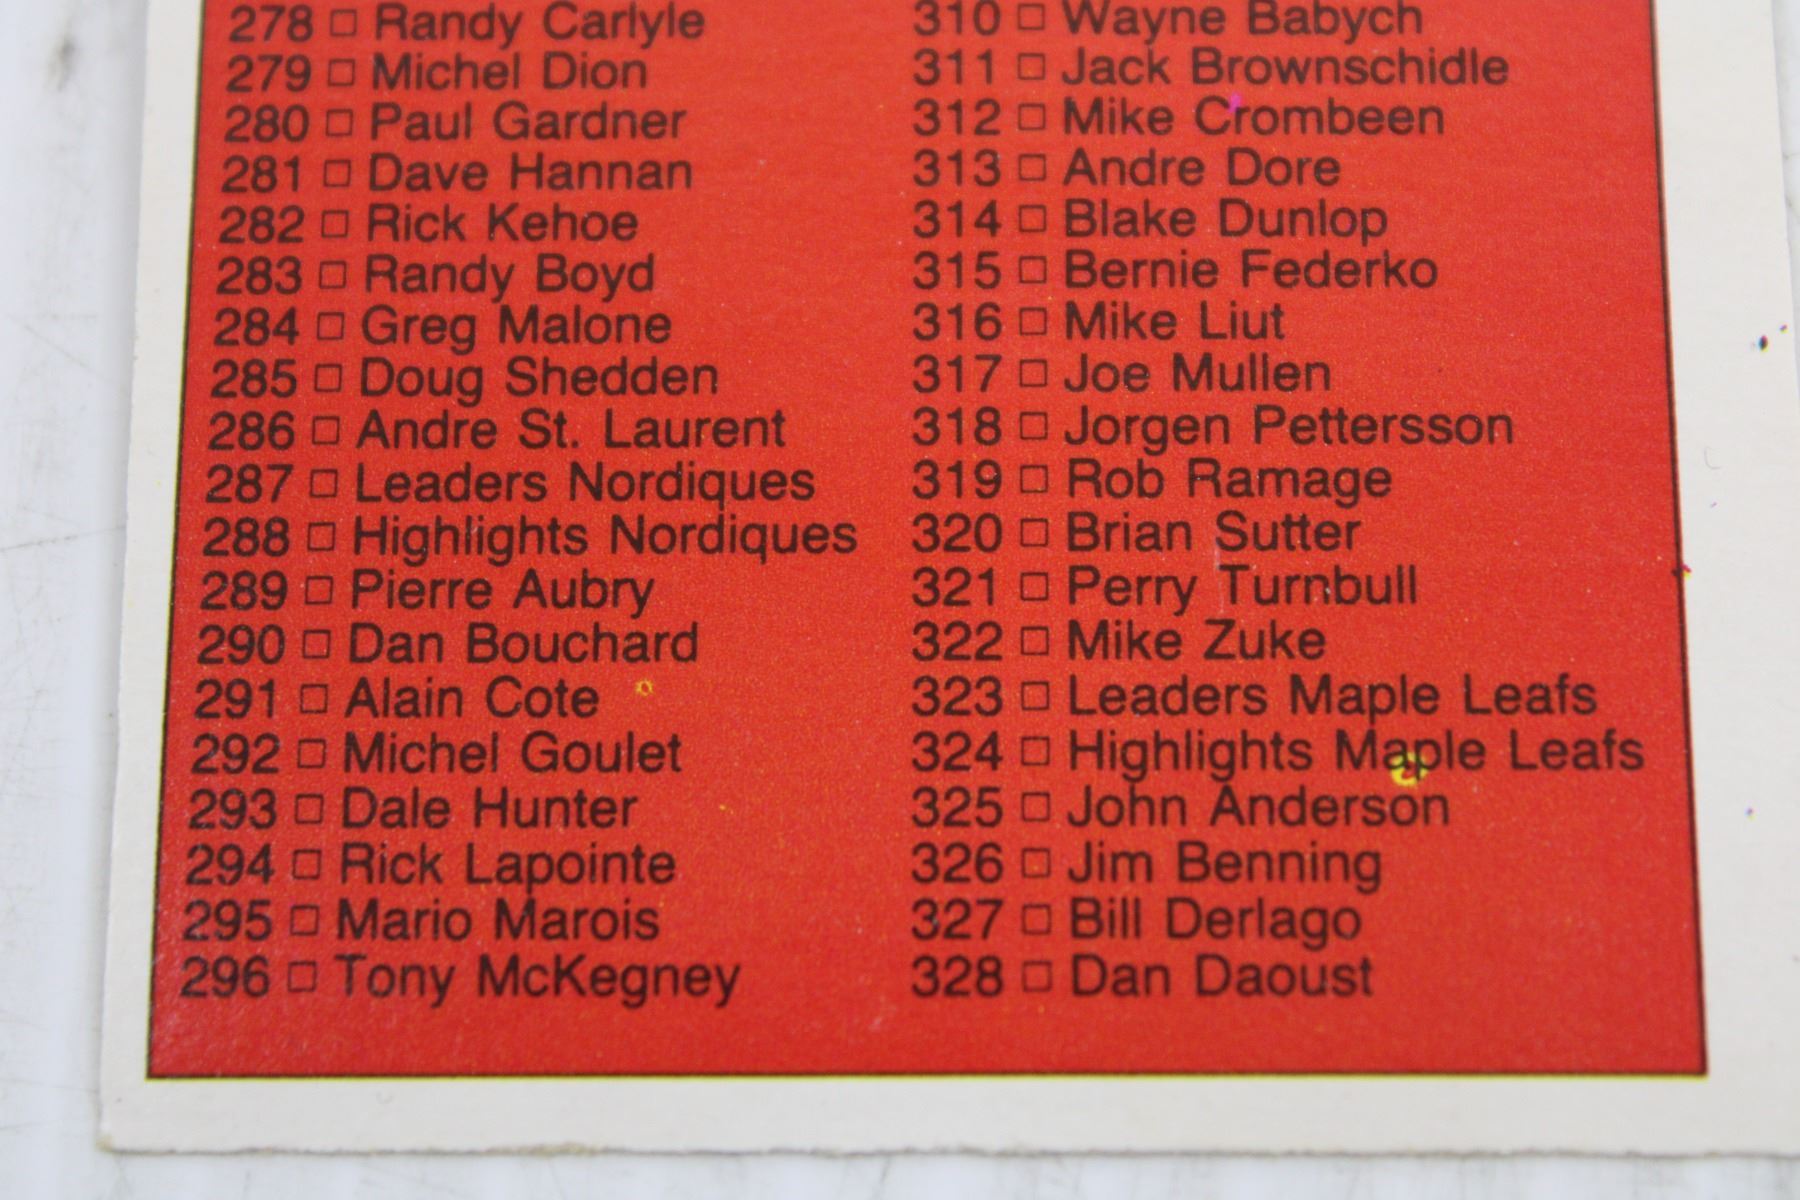 278 □ Randy Carlyle
279 □ Michel Dion
280 □ Paul Gardner
281 □ Dave Hannan
282 □ Rick Kehoe
283 □ Randy Boyd
284 □ Greg Malone
285 □ Doug Shedden
286 □ Andre St. Laurent
287 □ Leaders Nordiques
288 □ Highlights Nordiques
289 □ Pierre Aubry
290 □ Dan Bouchard
291 □ Alain Cote
292 □ Michel Goulet
293 □ Dale Hunter
294 □ Rick Lapointe
295 □ Mario Marois
296 □ Tony McKegney
310 □ Wayne Babych
311 □ Jack Brownschidle
312 □ Mike Crombeen
313 □ Andre Dore
314 □ Blake Dunlop
315 □ Bernie Federko
316 □ Mike Liut
317 □ Joe Mullen
318 □ Jorgen Pettersson
319 □ Rob Ramage
320 □ Brian Sutter
321 □ Perry Turnbull
322 □ Mike Zuke
323 □ Leaders Maple Leafs
324 □ Highlights Maple Leafs
325 □ John Anderson
326 □ Jim Benning
327 □ Bill Derlago
328 □ Dan Daoust